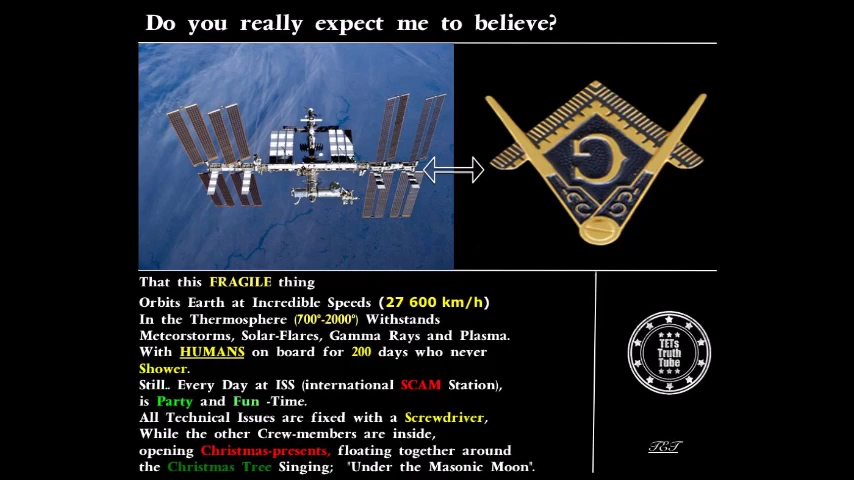 Do you really expect me to believe?
That this FRAGILE thing
Orbits Earth at Incredible Speeds (27 600 km/h)
In the Thermosphere (700°-2000°) Withstands
Meteorstorms, Solar-Flares, Gamma Rays and Plasma.
With HUMANS on board for 200 days who never
Shower.
Still.. Every Day at ISS (international SCAM Station),
is Party and Fun -Time.
All Technical Issues are fixed with a Screwdriver,
While the other Crew-members are inside,
opening Christmas-presents, floating together around
the Christmas Tree Singing; "Under the Masonic Moon".
TETs
Truth
Tube
TET